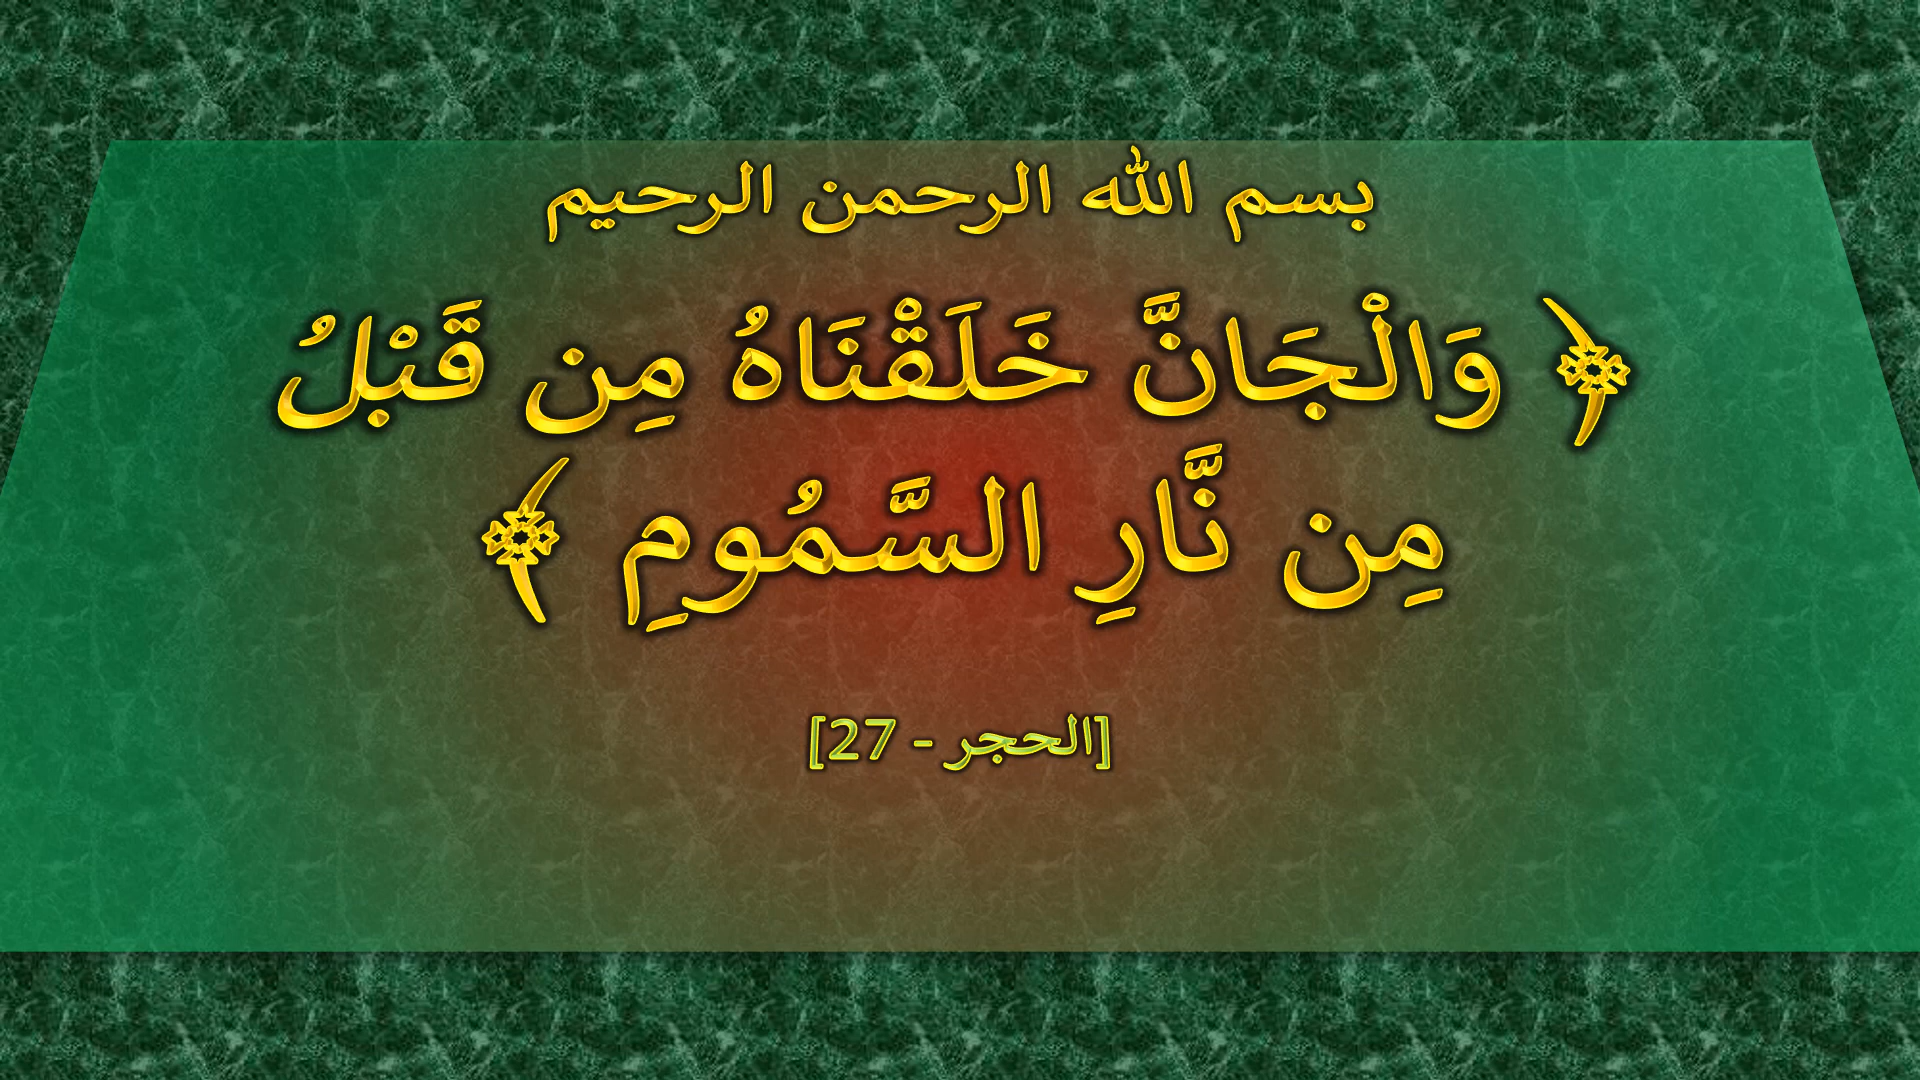 بسم الله الرحمن الرحيم
﴿ وَالْجَانَّ خَلَقْنَاهُ مِن قَبْلُ
مِن نَّارِ السَّمُومِ ﴾
[الحجر - 27]